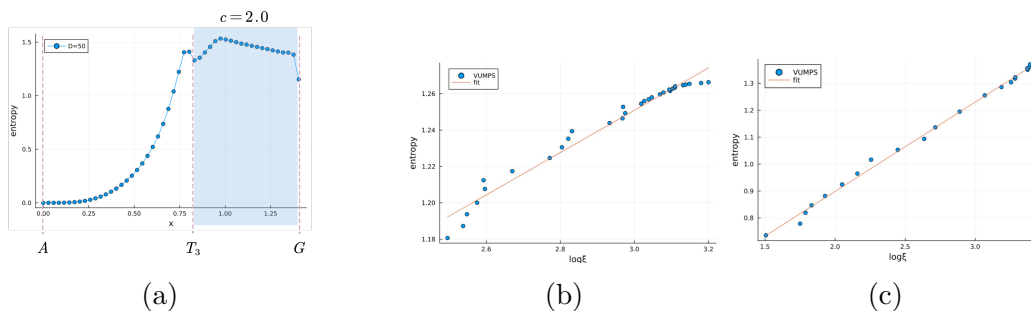 c = 2.0
1.5
1.0
0.5
0.0
entropy
D=50
0.00
0.25
0.50
0.75
1.00
1.25
x
A
T₃
G
(a)
1.26
1.24
1.22
1.20
1.18
entropy
VUMPS
fit
2.6
2.8
3.0
3.2
logξ
(b)
1.3
1.2
1.1
1.0
0.9
0.8
entropy
VUMPS
fit
1.5
2.0
2.5
3.0
logξ
(c)